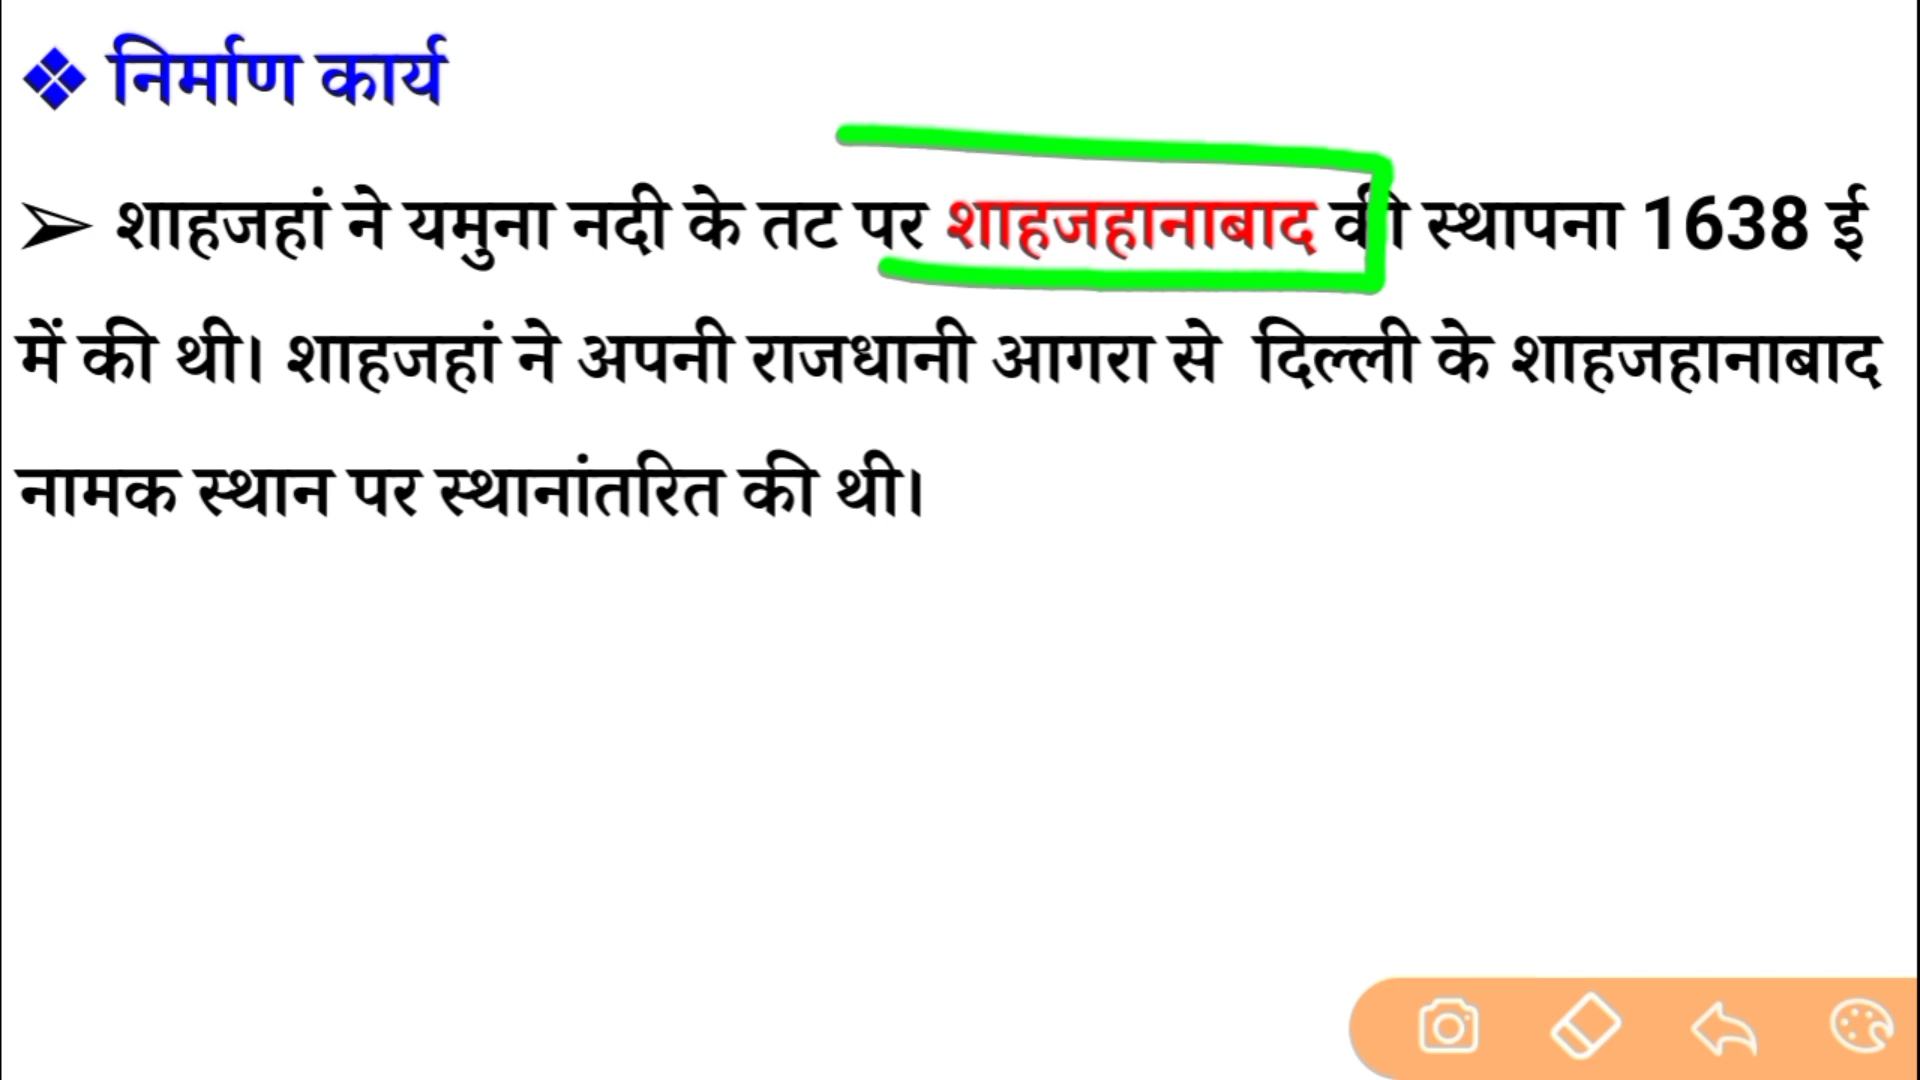 ❖ निर्माण कार्य
➢ शाहजहां ने यमुना नदी के तट पर शाहजहानाबाद की स्थापना 1638 ई
में की थी। शाहजहां ने अपनी राजधानी आगरा से दिल्ली के शाहजहानाबाद
नामक स्थान पर स्थानांतरित की थी।